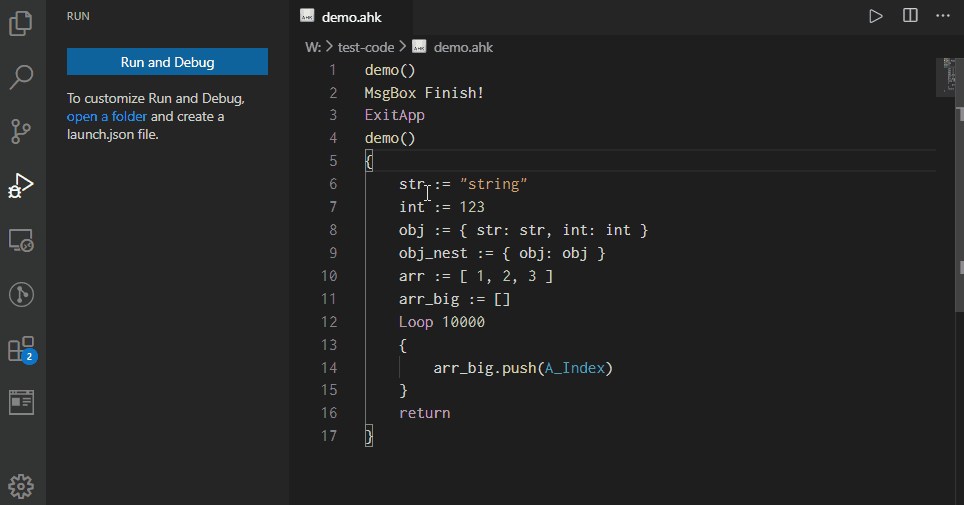 RUN
Run and Debug
To customize Run and Debug,
open a folder and create a
launch.json file.
2
demo.ahk
W: > test-code > demo.ahk
1 demo()
2 MsgBox Finish!
3 ExitApp
4 demo()
5 {
6 str := "string"
7 int := 123
8 obj := { str: str, int: int }
9 obj_nest := { obj: obj }
10 arr := [ 1, 2, 3 ]
11 arr_big := []
12 Loop 10000
13 {
14 arr_big.push(A_Index)
15 }
16 return
17 }